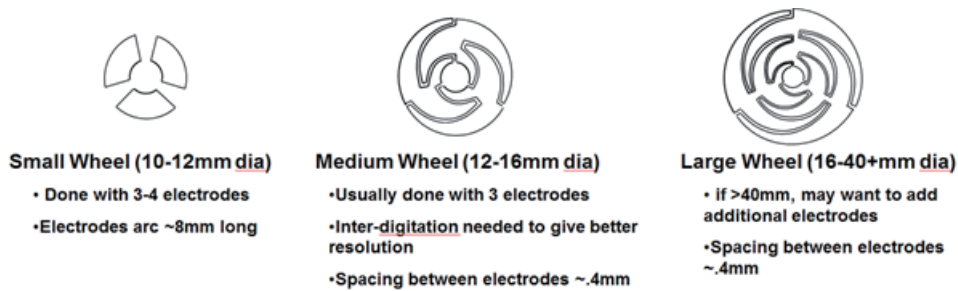 Small Wheel (10-12mm dia)
• Done with 3-4 electrodes
•Electrodes arc ~8mm long
Medium Wheel (12-16mm dia)
•Usually done with 3 electrodes
•Inter-digitation needed to give better
resolution
•Spacing between electrodes ~.4mm
Large Wheel (16-40+mm dia)
• if >40mm, may want to add
additional electrodes
•Spacing between electrodes
~.4mm